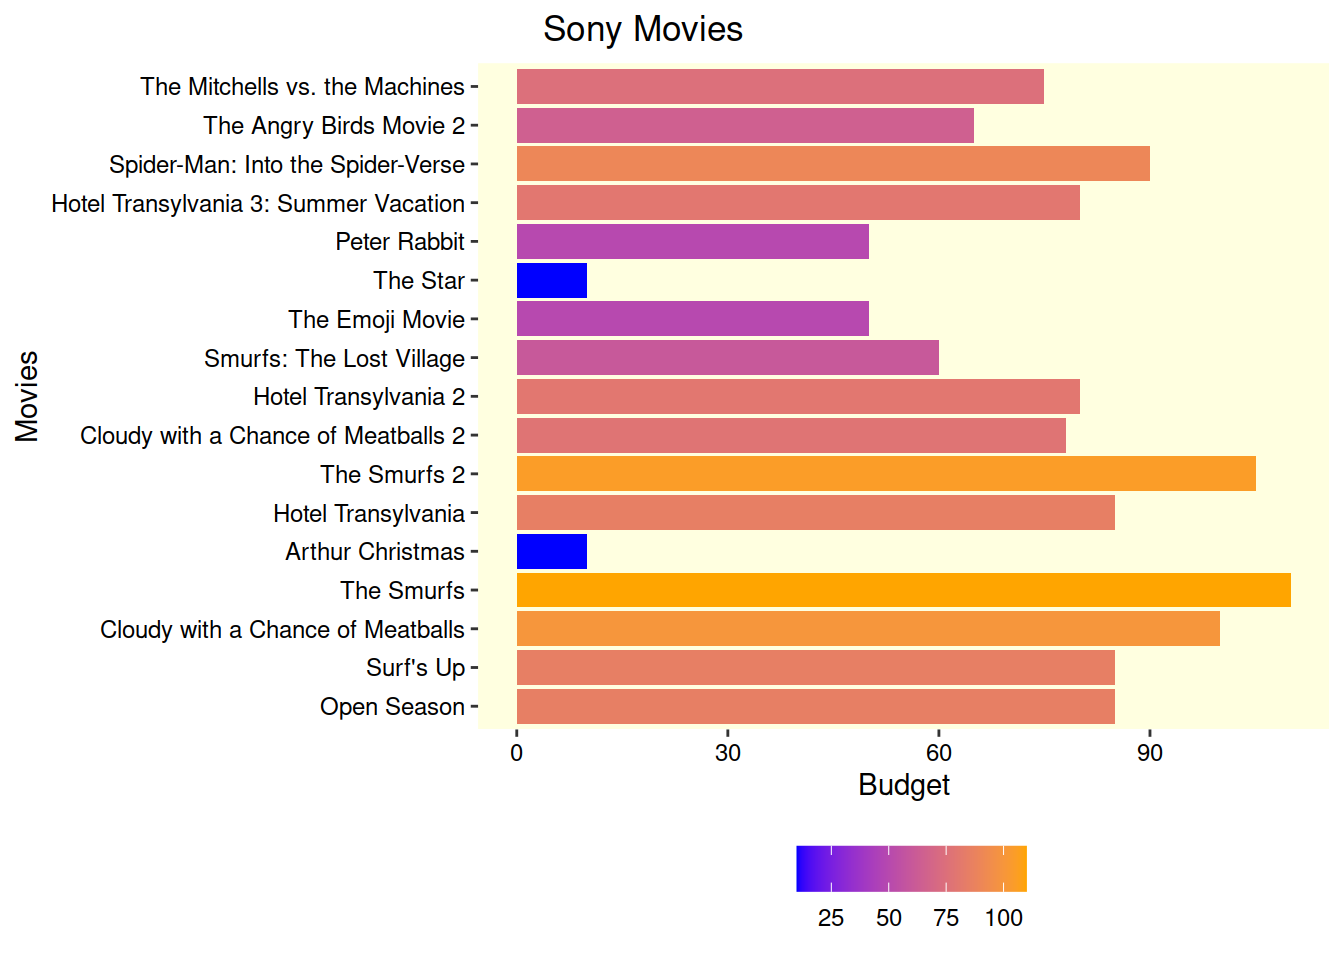 Sony Movies
The Mitchells vs. the Machines
The Angry Birds Movie 2
Spider-Man: Into the Spider-Verse
Hotel Transylvania 3: Summer Vacation
Peter Rabbit
The Star
The Emoji Movie
Smurfs: The Lost Village
Hotel Transylvania 2
Cloudy with a Chance of Meatballs 2
The Smurfs 2
Hotel Transylvania
Arthur Christmas
The Smurfs
Cloudy with a Chance of Meatballs
Surf's Up
Open Season
Movies
0 30 60 90
Budget
25 50 75 100